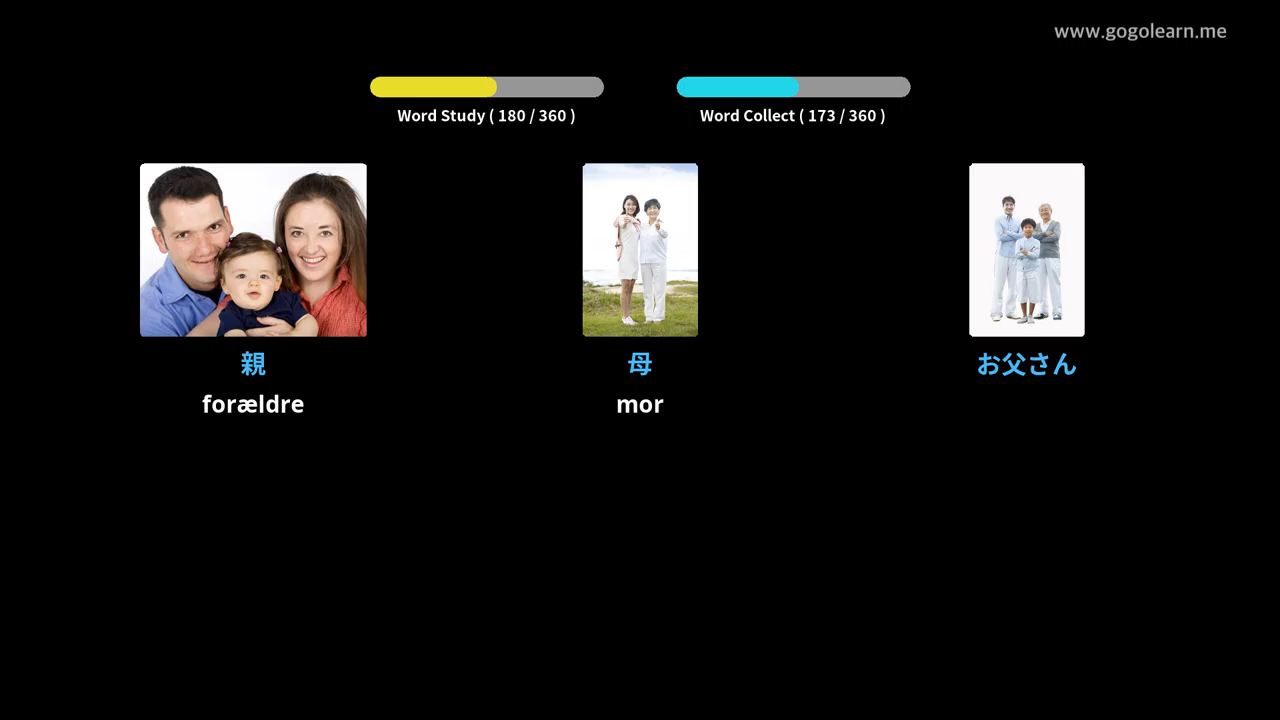 www.gogolearn.me
Word Study ( 180 / 360 )
Word Collect ( 173 / 360 )
親
forældre
母
mor
お父さん